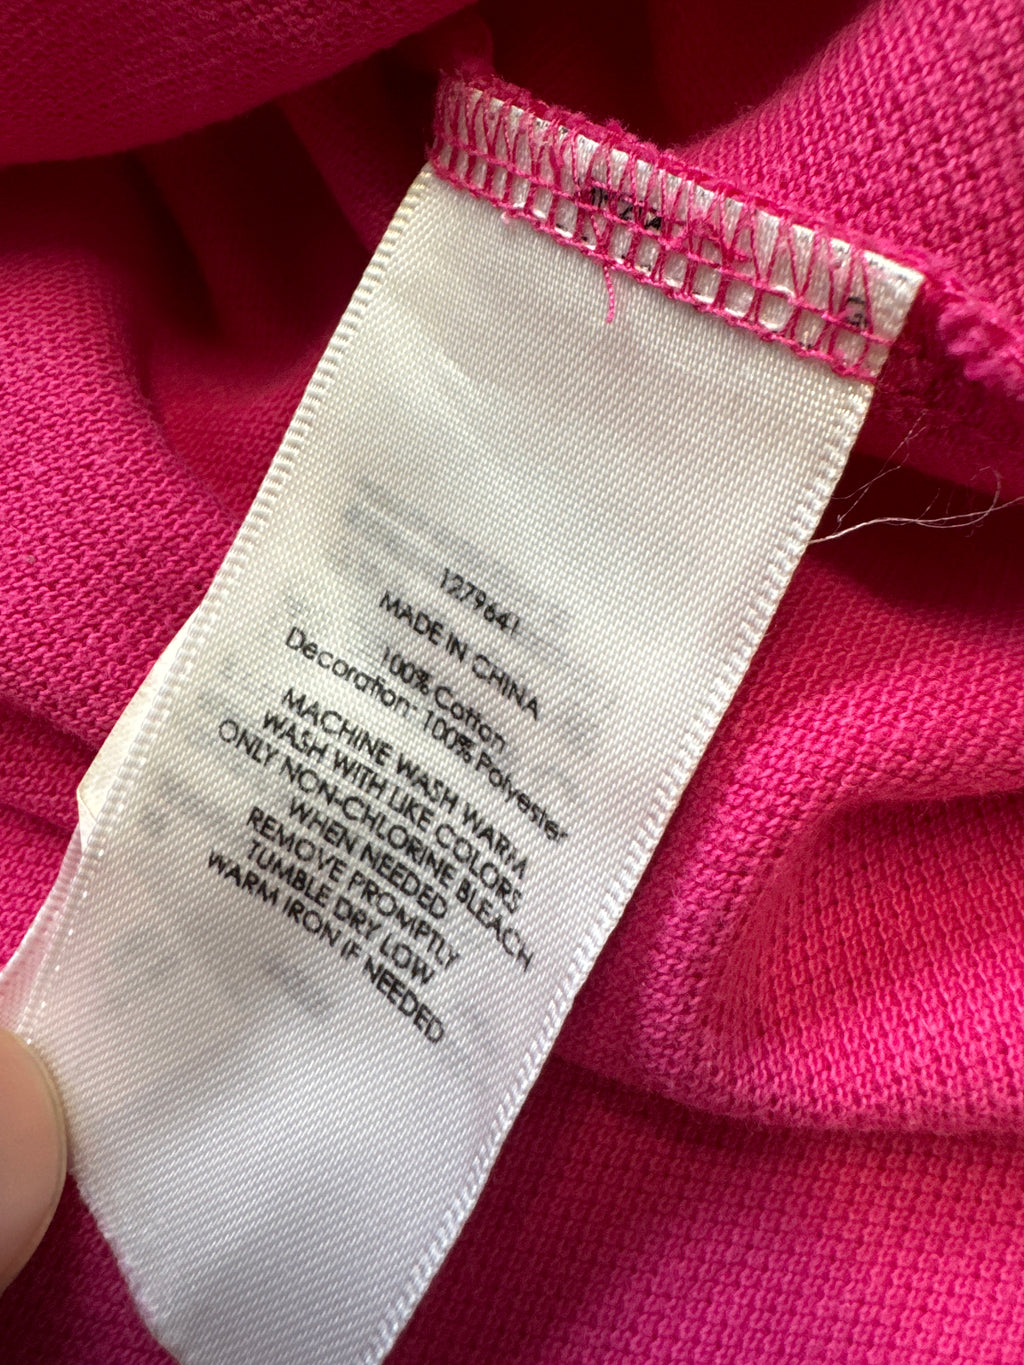 1279641
MADE IN CHINA
100% Cotton
Decoration- 100% Polyester
MACHINE WASH WARM
WASH WITH LIKE COLORS
ONLY NON-CHLORINE BLEACH
WHEN NEEDED
REMOVE PROMPTLY
TUMBLE DRY LOW
WARM IRON IF NEEDED